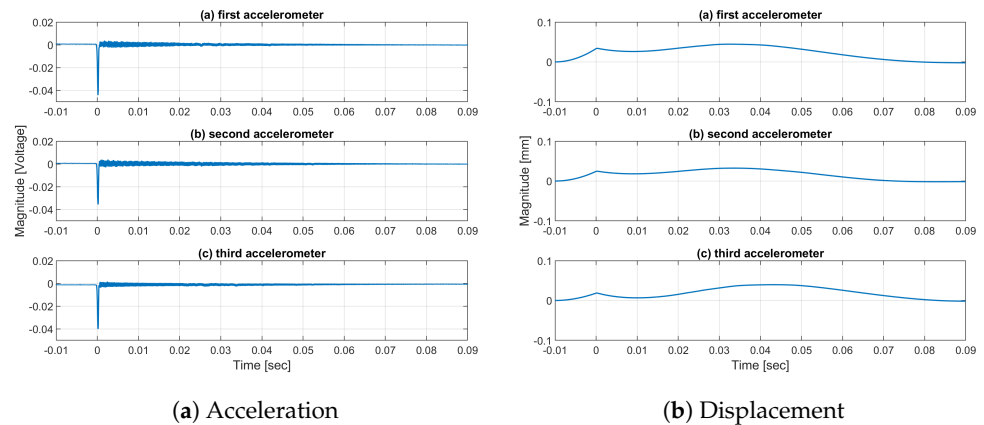 (a) first accelerometer
0.02
0
-0.02
-0.04
-0.01 0 0.01 0.02 0.03 0.04 0.05 0.06 0.07 0.08 0.09
(b) second accelerometer
0.02
0
-0.02
-0.04
-0.01 0 0.01 0.02 0.03 0.04 0.05 0.06 0.07 0.08 0.09
(c) third accelerometer
0.02
0
-0.02
-0.04
-0.01 0 0.01 0.02 0.03 0.04 0.05 0.06 0.07 0.08 0.09
Magnitude [Voltage]
Time [sec]
(a) Acceleration
(a) first accelerometer
0.1
0
-0.1
-0.01 0 0.01 0.02 0.03 0.04 0.05 0.06 0.07 0.08 0.09
(b) second accelerometer
0.1
0
-0.1
-0.01 0 0.01 0.02 0.03 0.04 0.05 0.06 0.07 0.08 0.09
(c) third accelerometer
0.1
0
-0.1
-0.01 0 0.01 0.02 0.03 0.04 0.05 0.06 0.07 0.08 0.09
Magnitude [mm]
Time [sec]
(b) Displacement